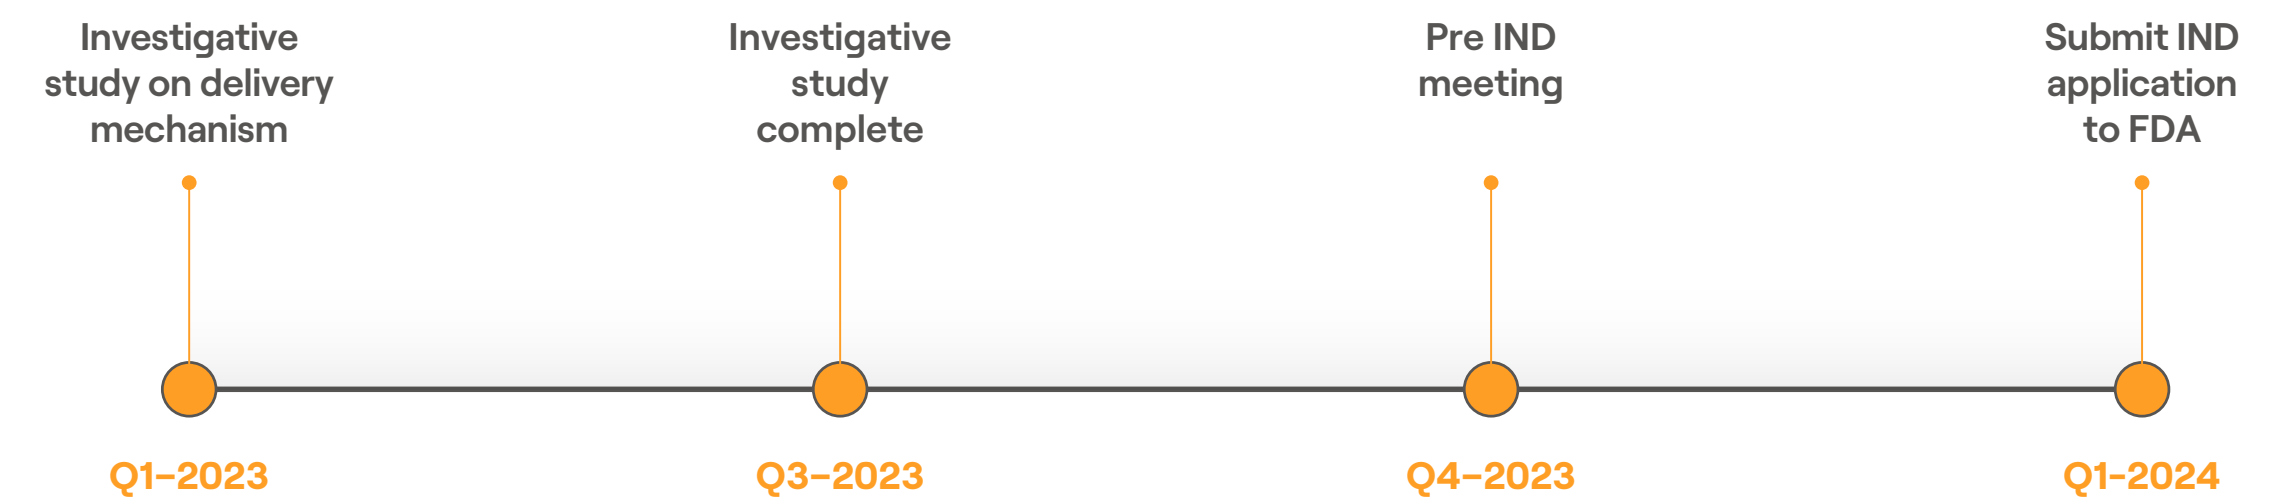 Investigative
study on delivery
mechanism
Investigative
study
complete
Pre IND
meeting
Submit IND
application
to FDA
Q1–2023
Q3–2023
Q4–2023
Q1-2024